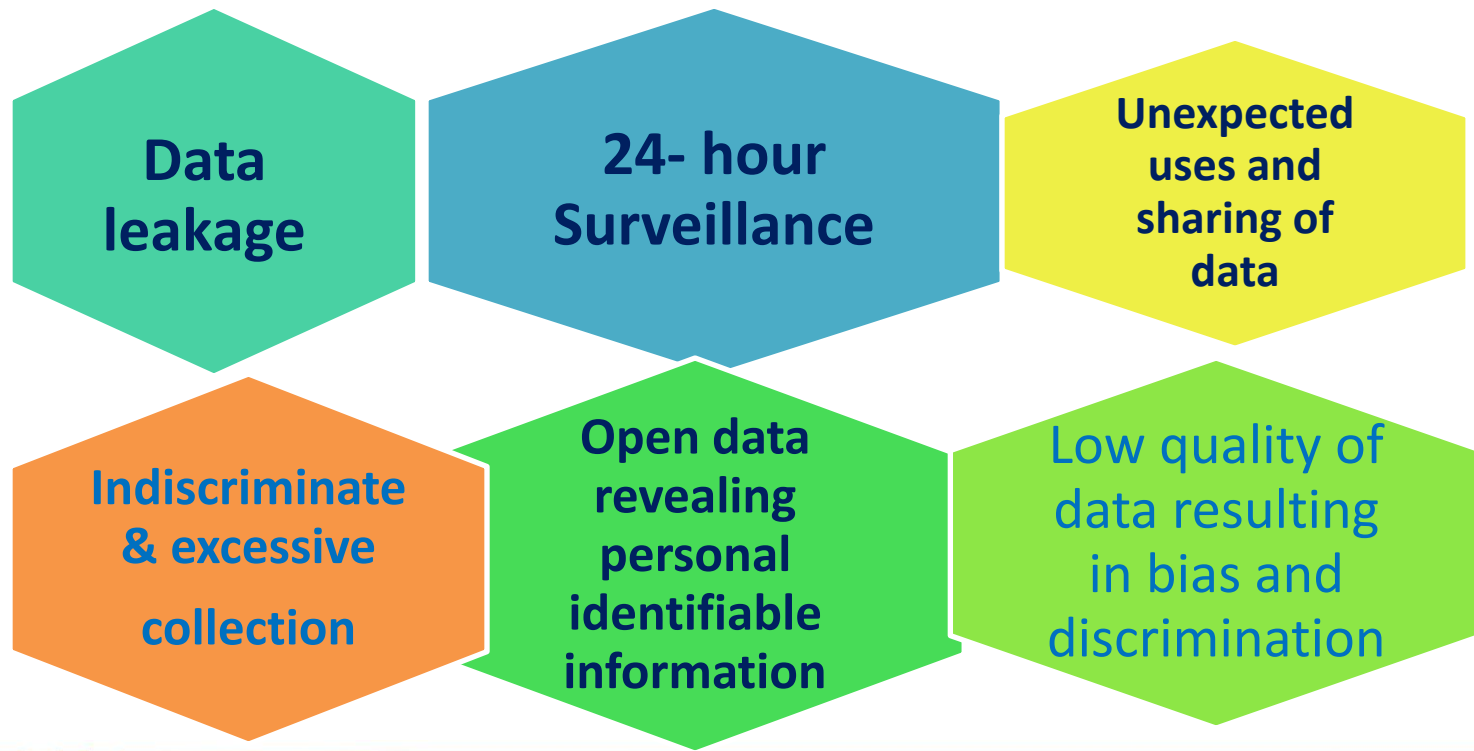 Data
leakage
24- hour
Surveillance
Unexpected
uses and
sharing of
data
Indiscriminate
& excessive
collection
Open data
revealing
personal
identifiable
information
Low quality of
data resulting
in bias and
discrimination